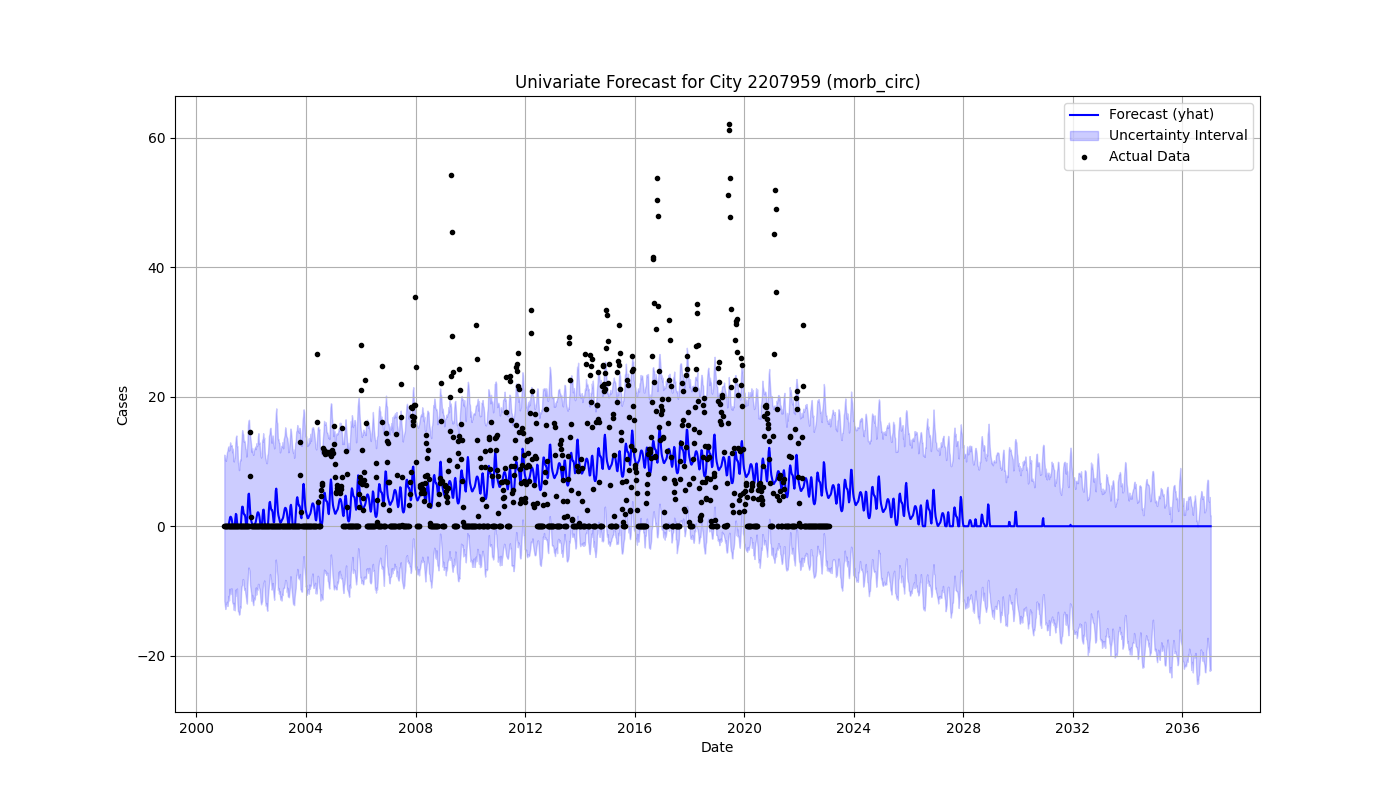 Univariate Forecast for City 2207959 (morb_circ)
Forecast (yhat)
Uncertainty Interval
Actual Data
60
40
20
0
−20
Cases
2000 2004 2008 2012 2016 2020 2024 2028 2032 2036
Date